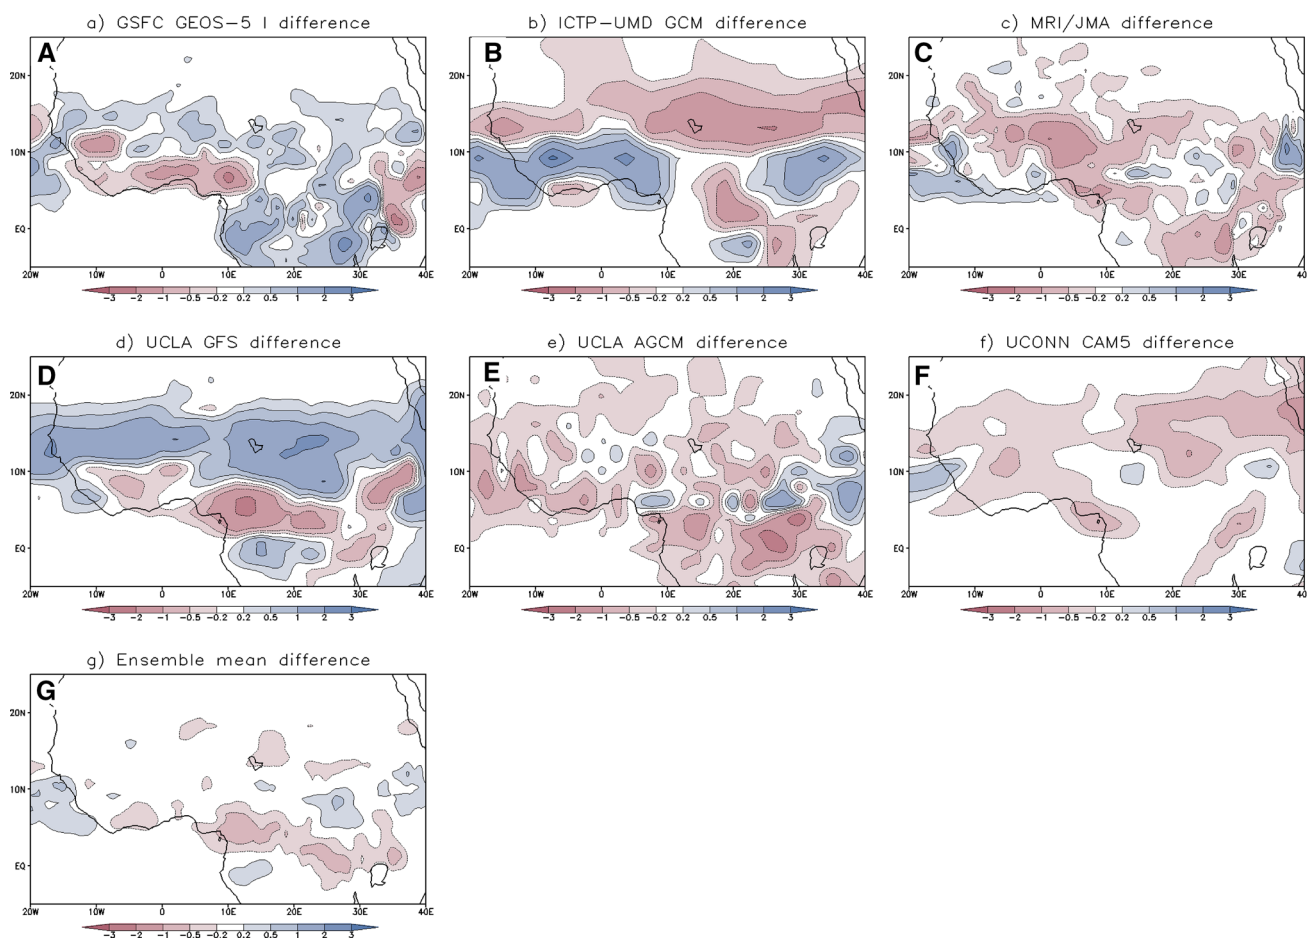 a) GSFC GEOS-5 I difference
b) ICTP-UMD GCM difference
c) MRI/JMA difference
A
B
C
20N
10N
EQ
20W 10W 0 10E 20E 30E 40E
-3 -2 -1 -0.5 -0.2 0.2 0.5 1 2 3
20N
10N
EQ
20W 10W 0 10E 20E 30E 40E
-3 -2 -1 -0.5 -0.2 0.2 0.5 1 2 3
20N
10N
EQ
20W 10W 0 10E 20E 30E 40E
-3 -2 -1 -0.5 -0.2 0.2 0.5 1 2 3
d) UCLA GFS difference
e) UCLA AGCM difference
f) UCONN CAM5 difference
D
E
F
20N
10N
EQ
20W 10W 0 10E 20E 30E 40E
-3 -2 -1 -0.5 -0.2 0.2 0.5 1 2 3
20N
10N
EQ
20W 10W 0 10E 20E 30E 40E
-3 -2 -1 -0.5 -0.2 0.2 0.5 1 2 3
20N
10N
EQ
20W 10W 0 10E 20E 30E 40
-3 -2 -1 -0.5 -0.2 0.2 0.5 1 2 3
g) Ensemble mean difference
G
20N
10N
EQ
20W 10W 0 10E 20E 30E 40E
-3 -2 -1 -0.5 -0.2 0.2 0.5 1 2 3